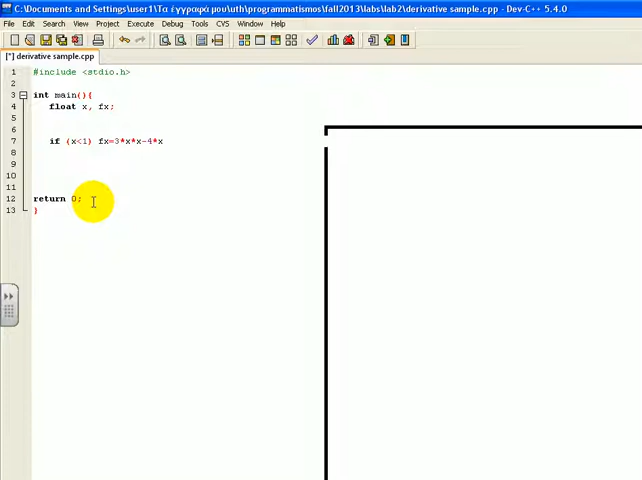 C:\Documents and Settings\user1\Τα έγγραφά μου\uth\programmatismos\fall2013\labs\lab2\derivative sample.cpp - Dev-C++ 5.4.0
File Edit Search View Project Execute Debug Tools CVS Window Help
[*] derivative sample.cpp
1 #include <stdio.h>
2
3 int main(){
4 float x, fx;
5
6
7 if (x<1) fx=3*x*x-4*x
8
9
10
11
12 return 0;
13 }